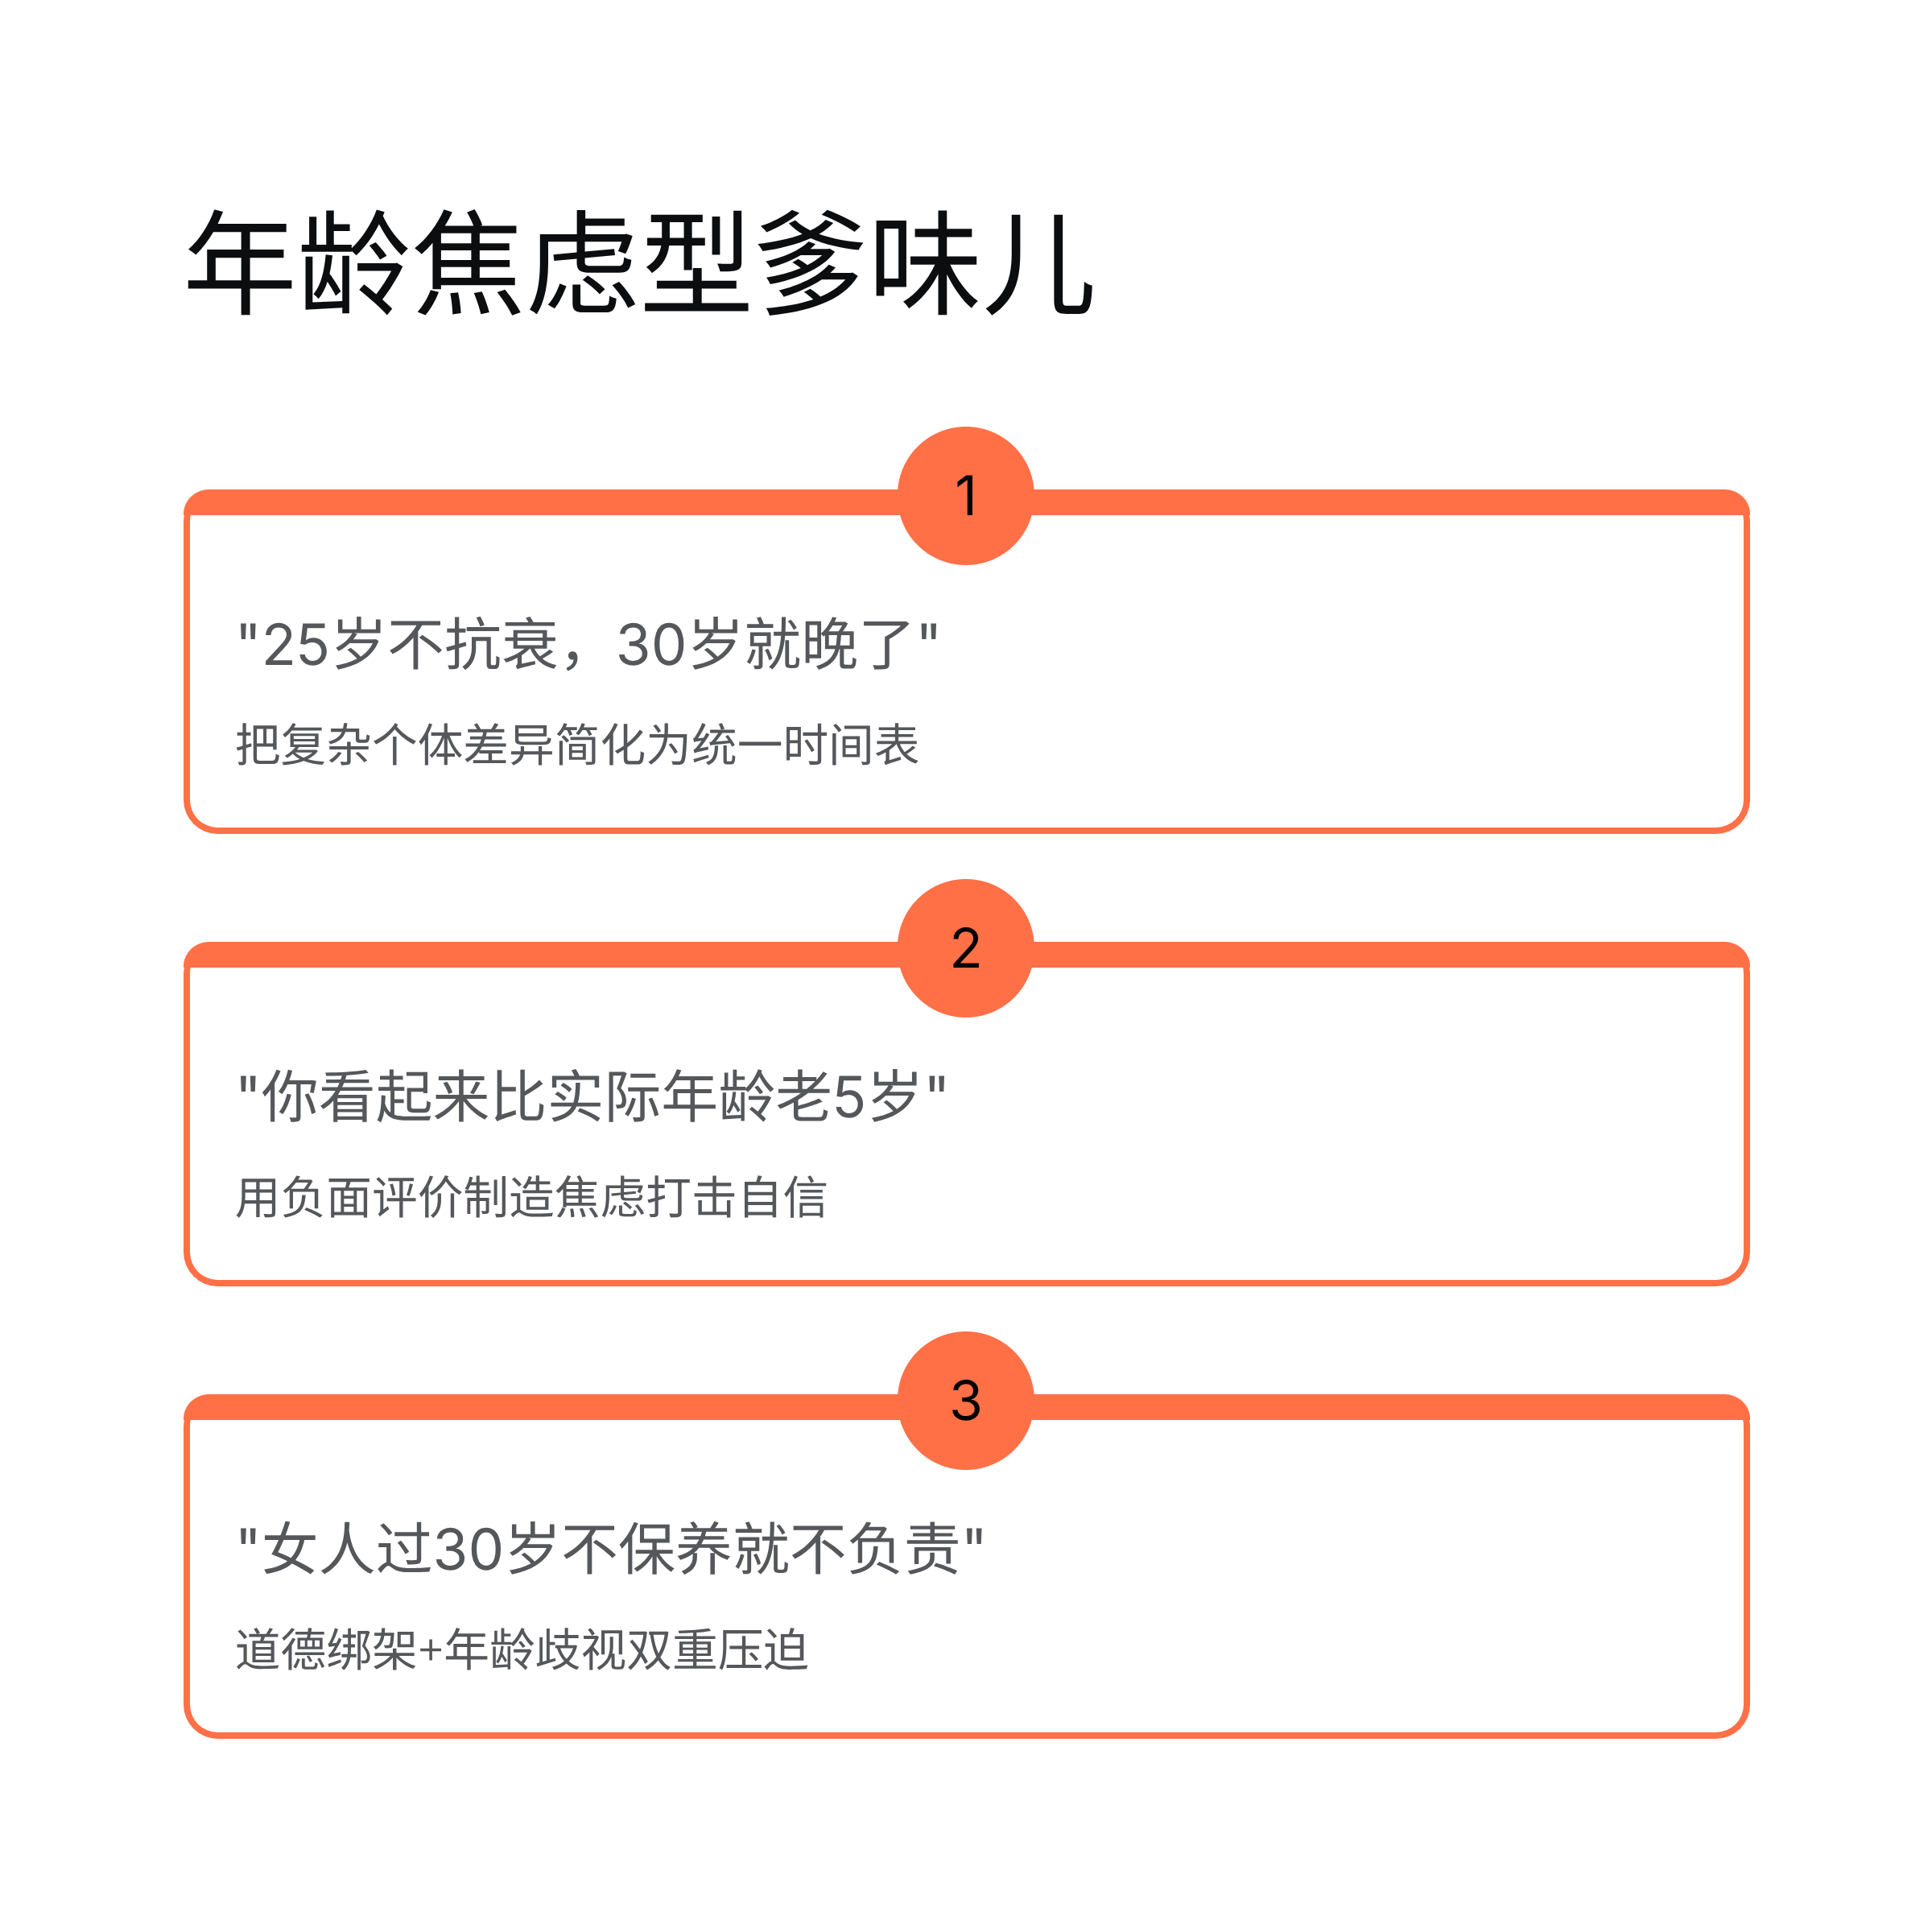 年龄焦虑型爹味儿
1
"25岁不抓衰，30岁就晚了"
把复杂个体差异简化为统一时间表
2
"你看起来比实际年龄老5岁"
用负面评价制造焦虑打击自信
3
"女人过30岁不保养就是不负责"
道德绑架+年龄歧视双重压迫